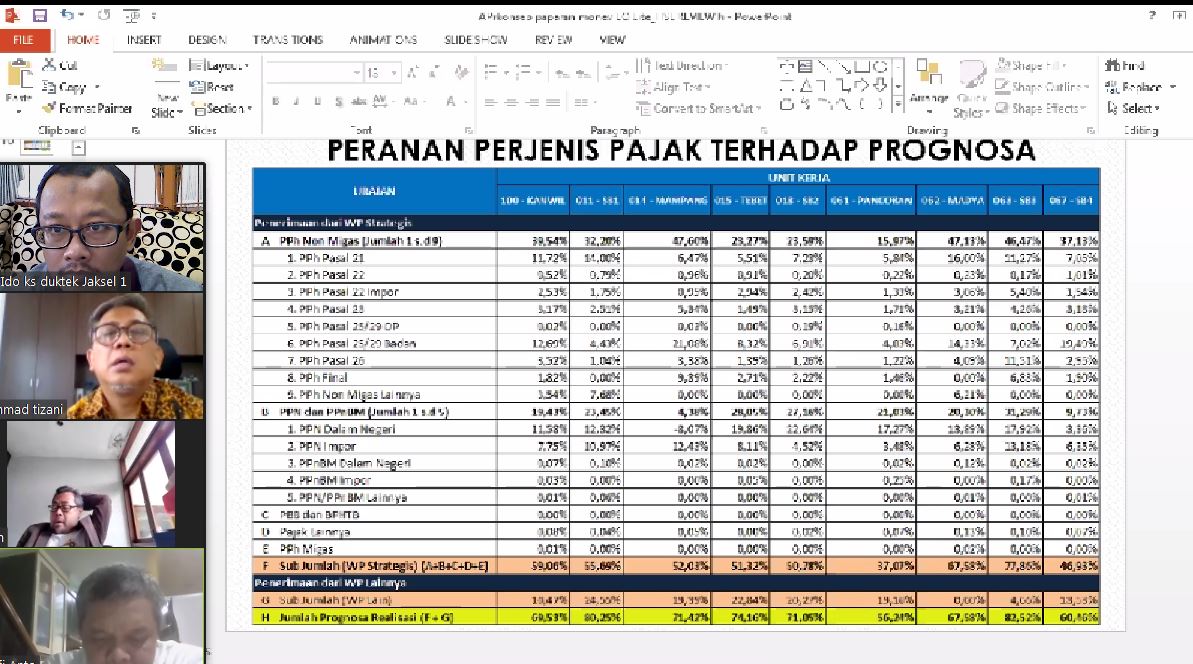 APrikonsep paparan monev - PowerPoint
FILE HOME INSERT DESIGN TRANSITIONS ANIMATIONS SLIDE SHOW REVIEW VIEW
Cut Layout Text Direction Shape Fill Find
Copy Reset Align Text Shape Outline Replace
Paste Format Painter New Slide Section Convert to SmartArt Arrange Quick Styles Shape Effects Select
Clipboard Slides Font Paragraph Drawing Editing
PERANAN PERJENIS PAJAK TERHADAP PROGNOSA
URAIAN UNIT KERJA
100 - KANWIL 011 - SB1 014 - MAMPANG 015 - TEBET 018 - SB2 061 - PANCORAN 062 - MADYA 063 - SB3 067 - SB4
Penerimaan dari WP Strategis
A PPh Non Migas (Jumlah 1 s.d 9) 39,54% 32,20% 47,60% 23,27% 23,59% 15,97% 47,13% 46,47% 37,13%
1. PPh Pasal 21 11,72% 14,00% 6,47% 5,51% 7,23% 5,84% 16,00% 11,27% 7,05%
2. PPh Pasal 22 0,52% 0,79% 0,96% 0,91% 0,20% 0,22% 0,33% 0,17% 1,01%
3. PPh Pasal 22 Impor 2,53% 1,75% 0,95% 2,94% 2,42% 1,33% 3,06% 5,40% 1,54%
4. PPh Pasal 23 3,17% 2,51% 5,34% 1,49% 3,15% 1,71% 3,21% 4,26% 3,18%
5. PPh Pasal 25/29 OP 0,02% 0,00% 0,03% 0,00% 0,19% 0,16% 0,00% 0,00% 0,00%
6. PPh Pasal 25/29 Badan 12,69% 4,43% 21,08% 8,32% 6,91% 4,03% 14,33% 7,02% 19,49%
7. PPh Pasal 26 3,52% 1,04% 3,38% 1,39% 1,26% 1,22% 4,09% 11,51% 2,95%
8. PPh Final 1,82% 0,00% 9,39% 2,71% 2,22% 1,46% 0,00% 6,83% 1,90%
9. PPh Non Migas Lainnya 3,54% 7,68% 0,00% 0,00% 0,00% 0,00% 6,21% 0,00% 0,00%
B PPN dan PPnBM (Jumlah 1 s.d 5) 19,43% 23,45% 4,38% 28,05% 27,16% 21,03% 20,30% 31,29% 9,73%
1. PPN Dalam Negeri 11,58% 12,32% -8,07% 19,86% 22,64% 17,27% 13,89% 17,92% 3,36%
2. PPN Impor 7,75% 10,97% 12,43% 8,11% 4,52% 3,48% 6,28% 13,18% 6,35%
3. PPnBM Dalam Negeri 0,07% 0,10% 0,02% 0,02% 0,00% 0,02% 0,12% 0,02% 0,02%
4. PPnBM Impor 0,03% 0,00% 0,00% 0,05% 0,00% 0,25% 0,00% 0,17% 0,00%
5. PPN/PPnBM Lainnya 0,01% 0,06% 0,00% 0,00% 0,00% 0,00% 0,01% 0,00% 0,01%
C PBB dan BPHTB 0,00% 0,00% 0,00% 0,00% 0,00% 0,00% 0,00% 0,00% 0,00%
D Pajak Lainnya 0,08% 0,04% 0,05% 0,00% 0,02% 0,07% 0,13% 0,10% 0,07%
E PPh Migas 0,01% 0,00% 0,00% 0,00% 0,00% 0,00% 0,02% 0,00% 0,00%
F Sub Jumlah (WP Strategis) (A+B+C+D+E) 59,06% 55,69% 52,03% 51,32% 50,78% 37,07% 67,58% 77,86% 46,93%
Penerimaan dari WP Lainnya
G Sub Jumlah (WP Lain) 10,47% 24,55% 19,39% 22,84% 20,27% 19,16% 0,00% 4,66% 13,53%
H Jumlah Prognosa Realisasi (F + G) 69,53% 80,25% 71,42% 74,16% 71,05% 56,24% 67,58% 82,52% 60,46%
Ido ks duktek Jaksel 1
mad tizani